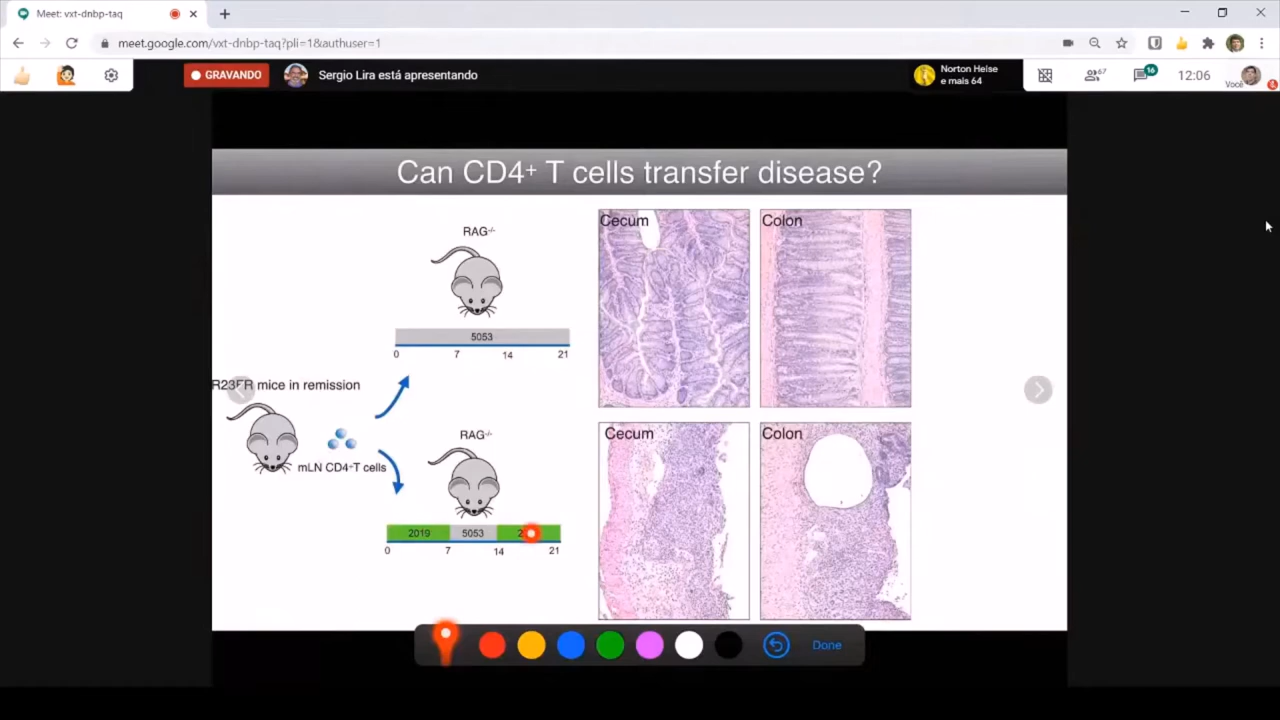 Meet: vxt-dnbp-taq
meet.google.com/vxt-dnbp-taq?pli=1&authuser=1
GRAVANDO
Sergio Lira está apresentando
Norton Heise
e mais 64
67
16
12:06
Você
Can CD4+ T cells transfer disease?
RAG-/-
5053
0 7 14 21
R23FR mice in remission
mLN CD4+T cells
RAG-/-
2019 5053
0 7 14 21
Cecum
Colon
Cecum
Colon
Done